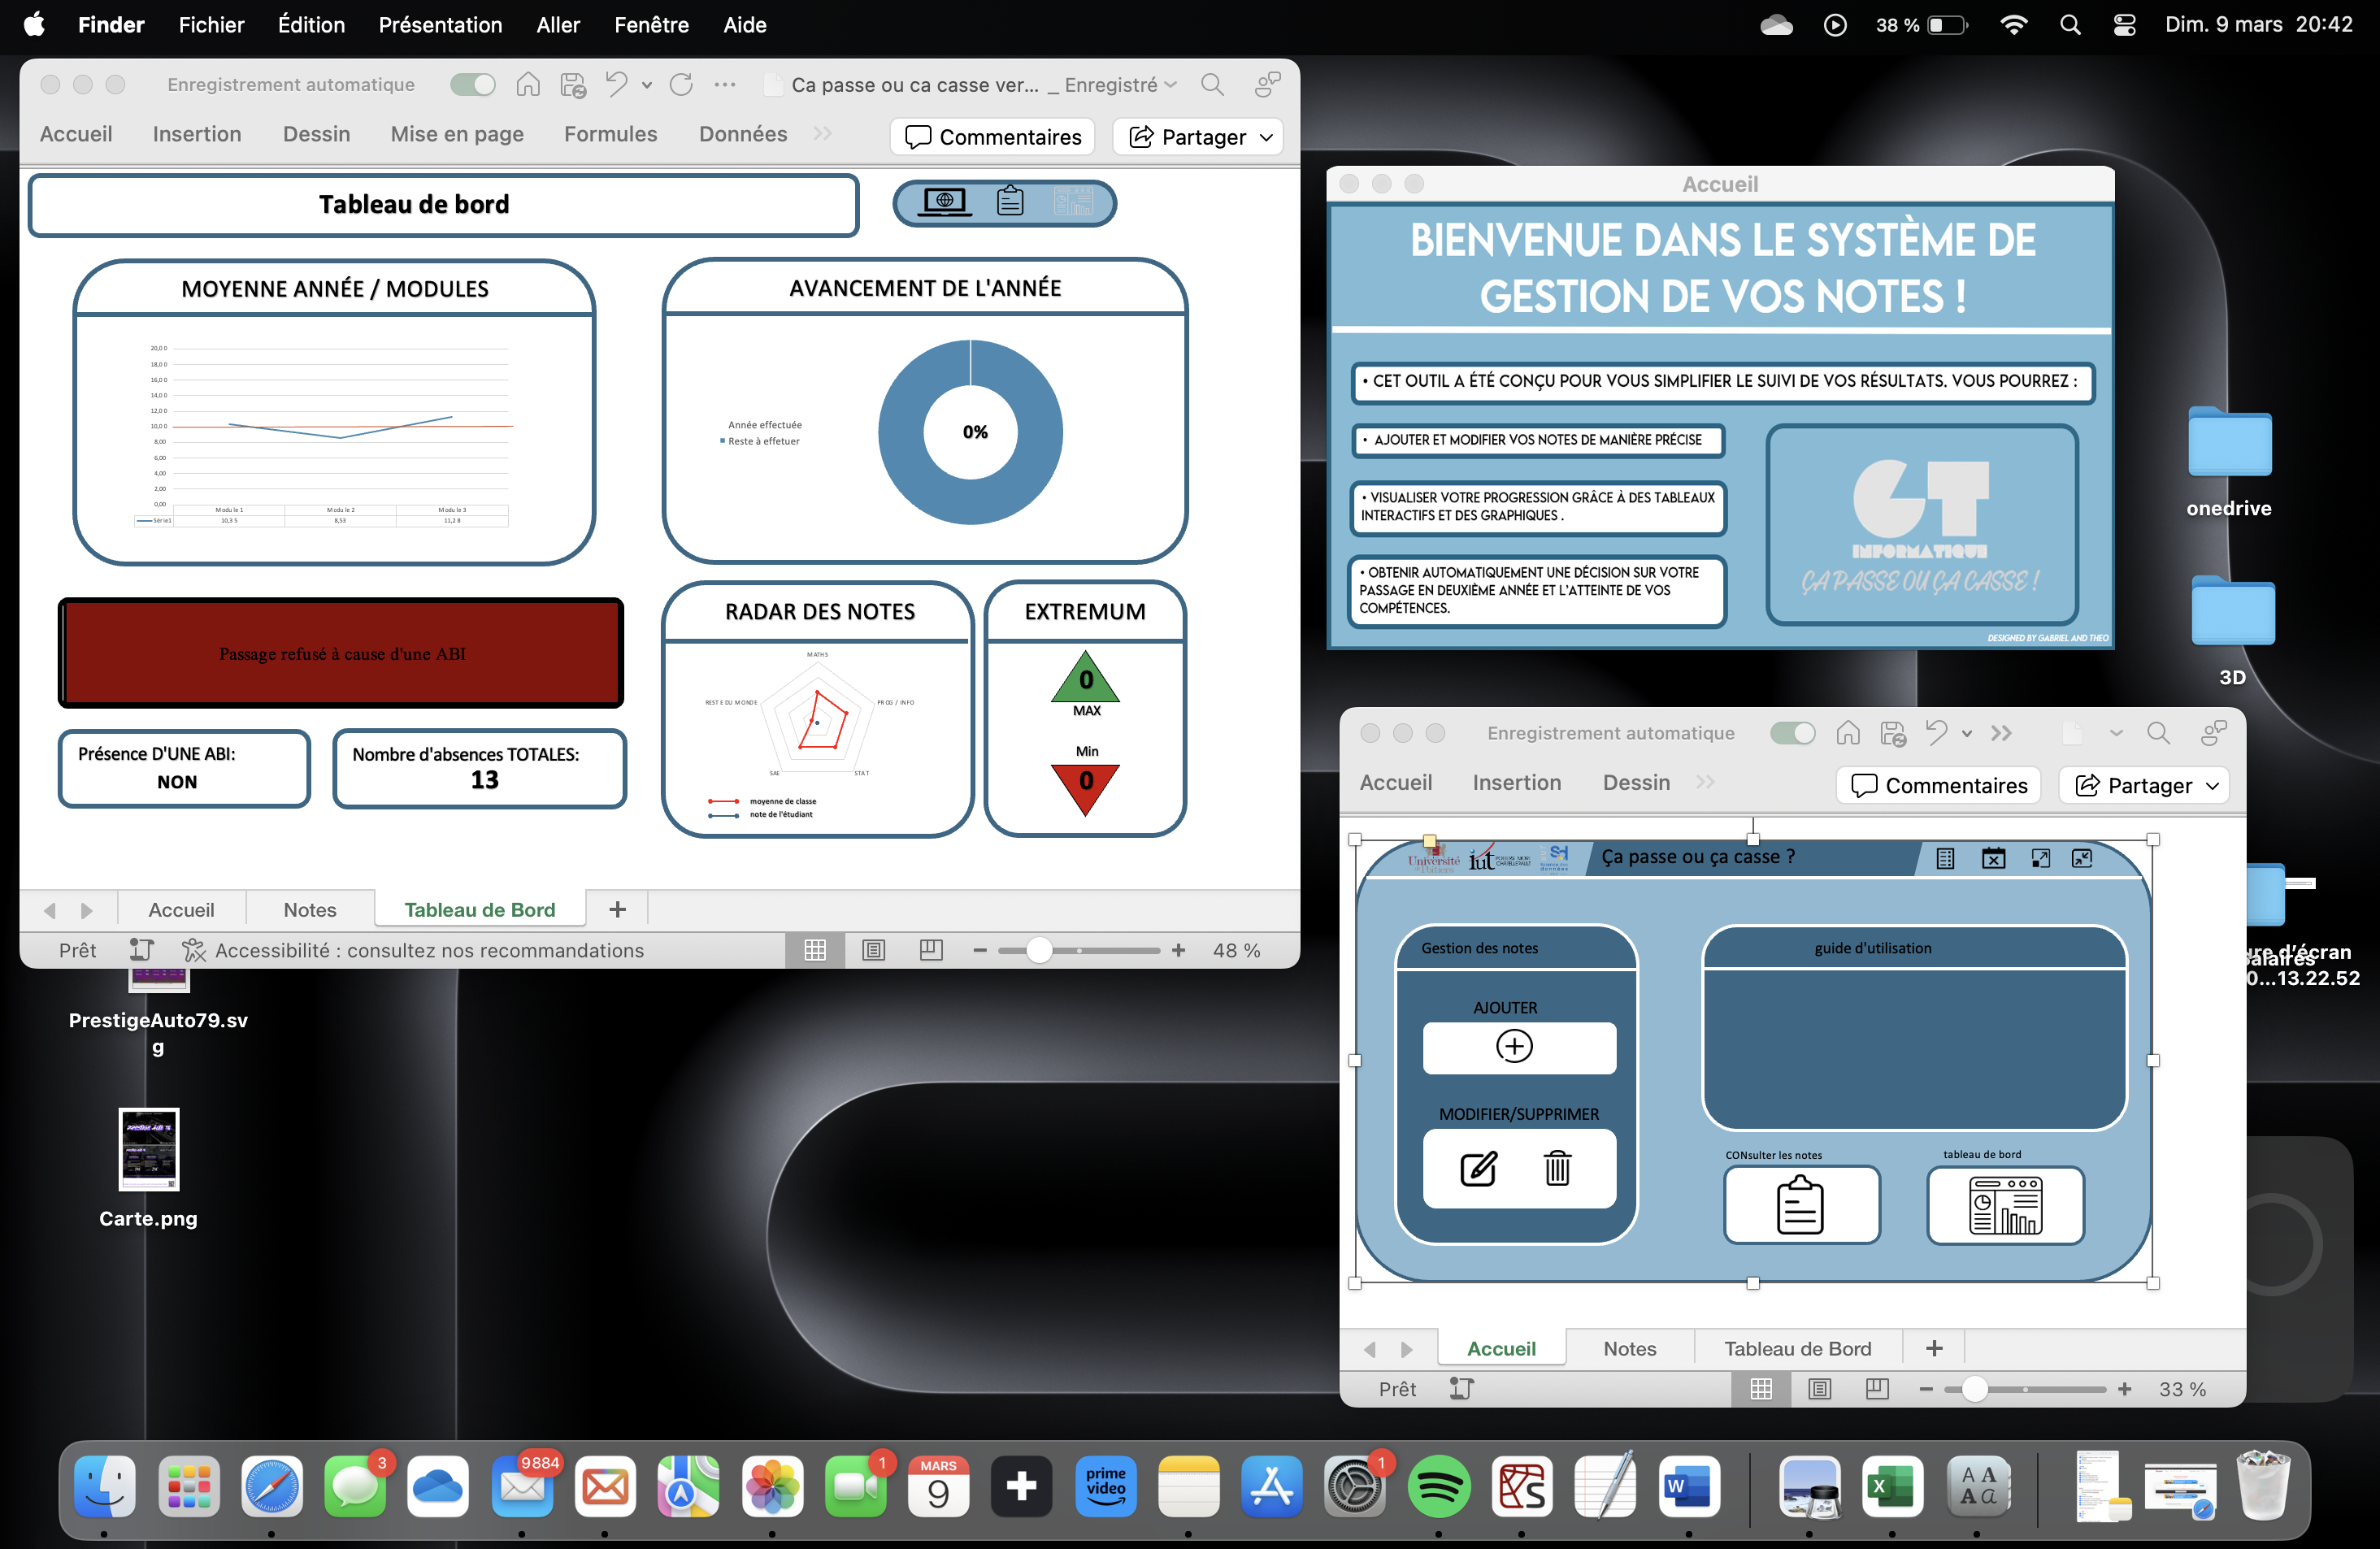 Finder Fichier Édition Présentation Aller Fenêtre Aide
38 %
Dim. 9 mars 20:42
Enregistrement automatique
Ca passe ou ca casse ver... _ Enregistré
Accueil Insertion Dessin Mise en page Formules Données
Commentaires
Partager
Tableau de bord
MOYENNE ANNÉE / MODULES
20,00
18,00
16,00
14,00
12,00
10,00
8,00
6,00
4,00
2,00
0,00
Module 1 Module 2 Module 3
Série1 10,35 8,53 11,28
AVANCEMENT DE L'ANNÉE
Année effectuée
Reste à effetuer
0%
Passage refusé à cause d'une ABI
Présence D'UNE ABI:
NON
Nombre d'absences TOTALES:
13
RADAR DES NOTES
MATHS
RESTE DU MONDE
PROG / INFO
SAE
STAT
moyenne de classe
note de l'étudiant
EXTREMUM
0
MAX
Min
0
Accueil Notes Tableau de Bord
Prêt
Accessibilité : consultez nos recommandations
48 %
Accueil
BIENVENUE DANS LE SYSTÈME DE
GESTION DE VOS NOTES !
• CET OUTIL A ÉTÉ CONÇU POUR VOUS SIMPLIFIER LE SUIVI DE VOS RÉSULTATS. VOUS POURREZ :
• AJOUTER ET MODIFIER VOS NOTES DE MANIÈRE PRÉCISE
• VISUALISER VOTRE PROGRESSION GRÂCE À DES TABLEAUX
INTERACTIFS ET DES GRAPHIQUES .
• OBTENIR AUTOMATIQUEMENT UNE DÉCISION SUR VOTRE
PASSAGE EN DEUXIÈME ANNÉE ET L'ATTEINTE DE VOS
COMPÉTENCES.
GT
INFORMATIQUE
ÇA PASSE OU ÇA CASSE !
DESIGNED BY GABRIEL AND THEO
onedrive
3D
Enregistrement automatique
Accueil Insertion Dessin
Commentaires
Partager
Université
iut
Ça passe ou ça casse ?
Gestion des notes
AJOUTER
MODIFIER/SUPPRIMER
guide d'utilisation
CONsulter les notes
tableau de bord
Accueil Notes Tableau de Bord
Prêt
33 %
ure d'écran
0...13.22.52
PrestigeAuto79.sv
g
Carte.png
3
9884
1
MARS
9
prime
video
1
W
X